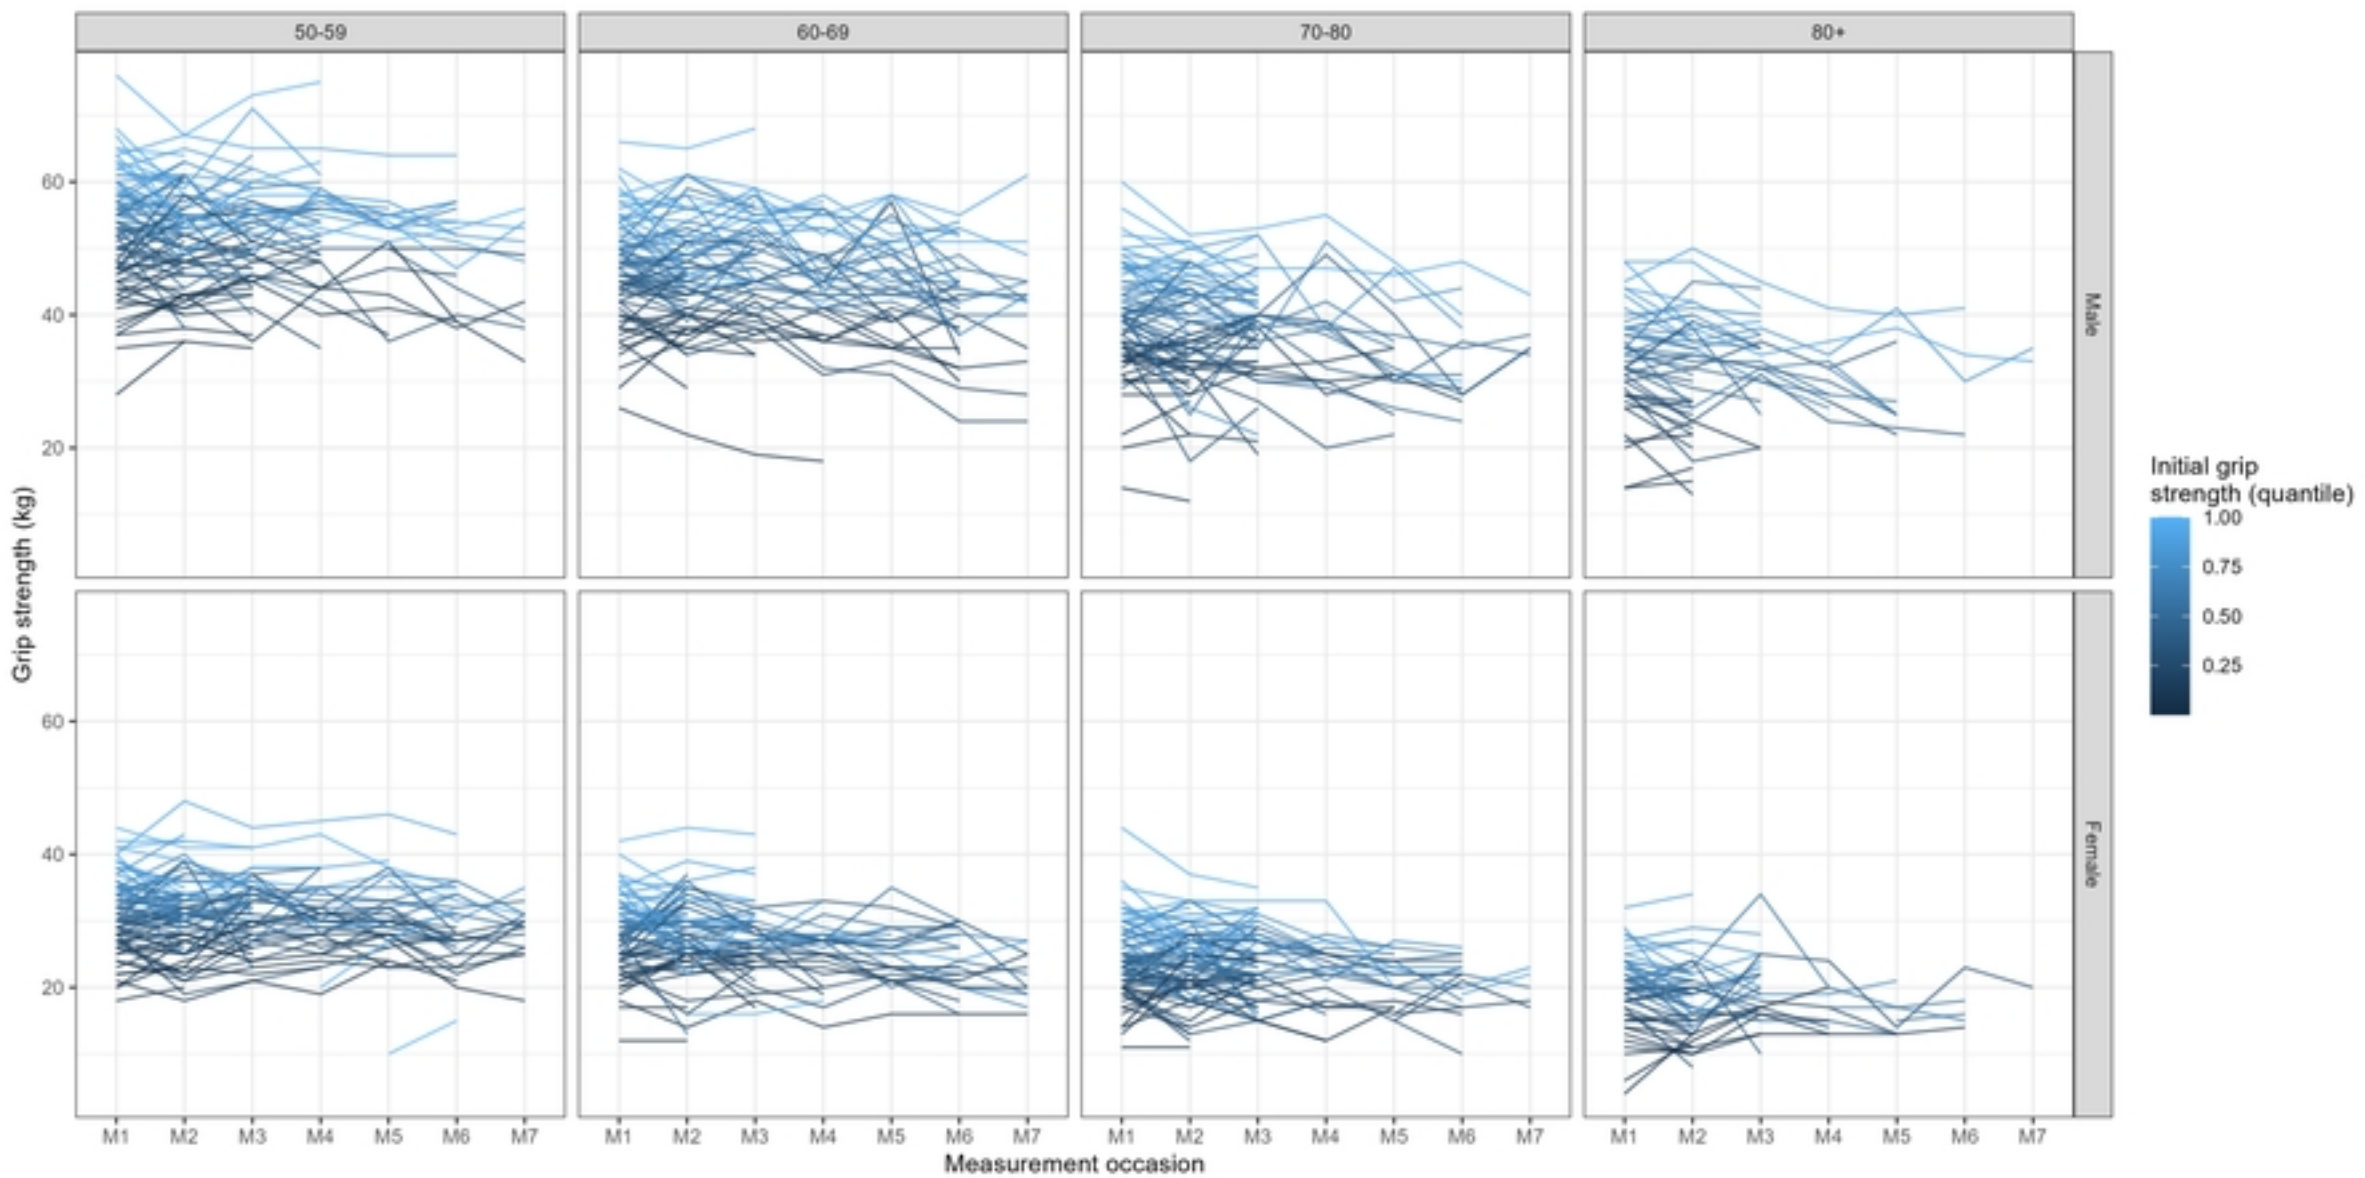 50-59 60-69 70-80 80+
60
40
20
Male
60
40
20
Female
Grip strength (kg)
M1 M2 M3 M4 M5 M6 M7 M1 M2 M3 M4 M5 M6 M7 M1 M2 M3 M4 M5 M6 M7 M1 M2 M3 M4 M5 M6 M7
Measurement occasion
Initial grip
strength (quantile)
1.00
0.75
0.50
0.25